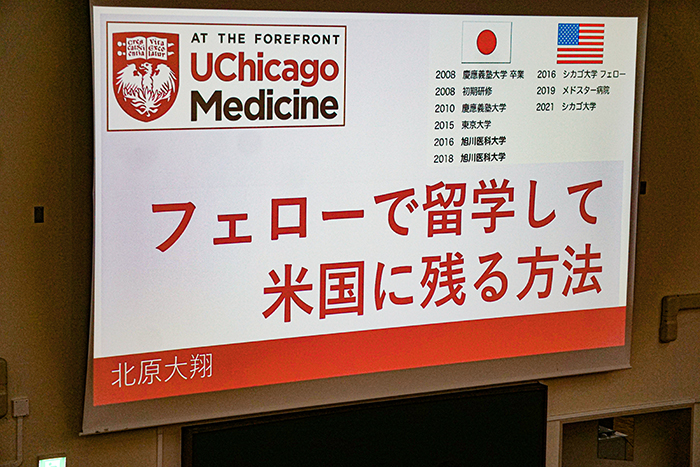 AT THE FOREFRONT
UChicago
Medicine
Crescat scientia
vita excolatur
2008 慶應義塾大学 卒業
2008 初期研修
2010 慶應義塾大学
2015 東京大学
2016 旭川医科大学
2018 旭川医科大学
2016 シカゴ大学 フェロー
2019 メドスター病院
2021 シカゴ大学
フェローで留学して
米国に残る方法
北原大翔